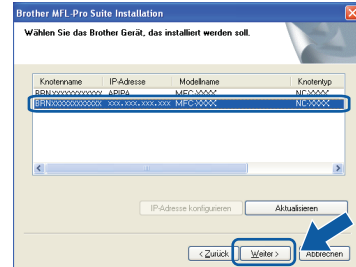 Brother MFL-Pro Suite Installation
Wählen Sie das Brother Gerät, das installiert werden soll.
Knotenname IP-Adresse Modellname Knotentyp
BRNXXXXXXXXXXXX APIPA MFC-XXXX NC-XXXX
BRNXXXXXXXXXXXX xxx.xxx.xxx.xxx MFC-XXXX NC-XXXX
IP-Adresse konfigurieren Aktualisieren
< Zurück Weiter > Abbrechen